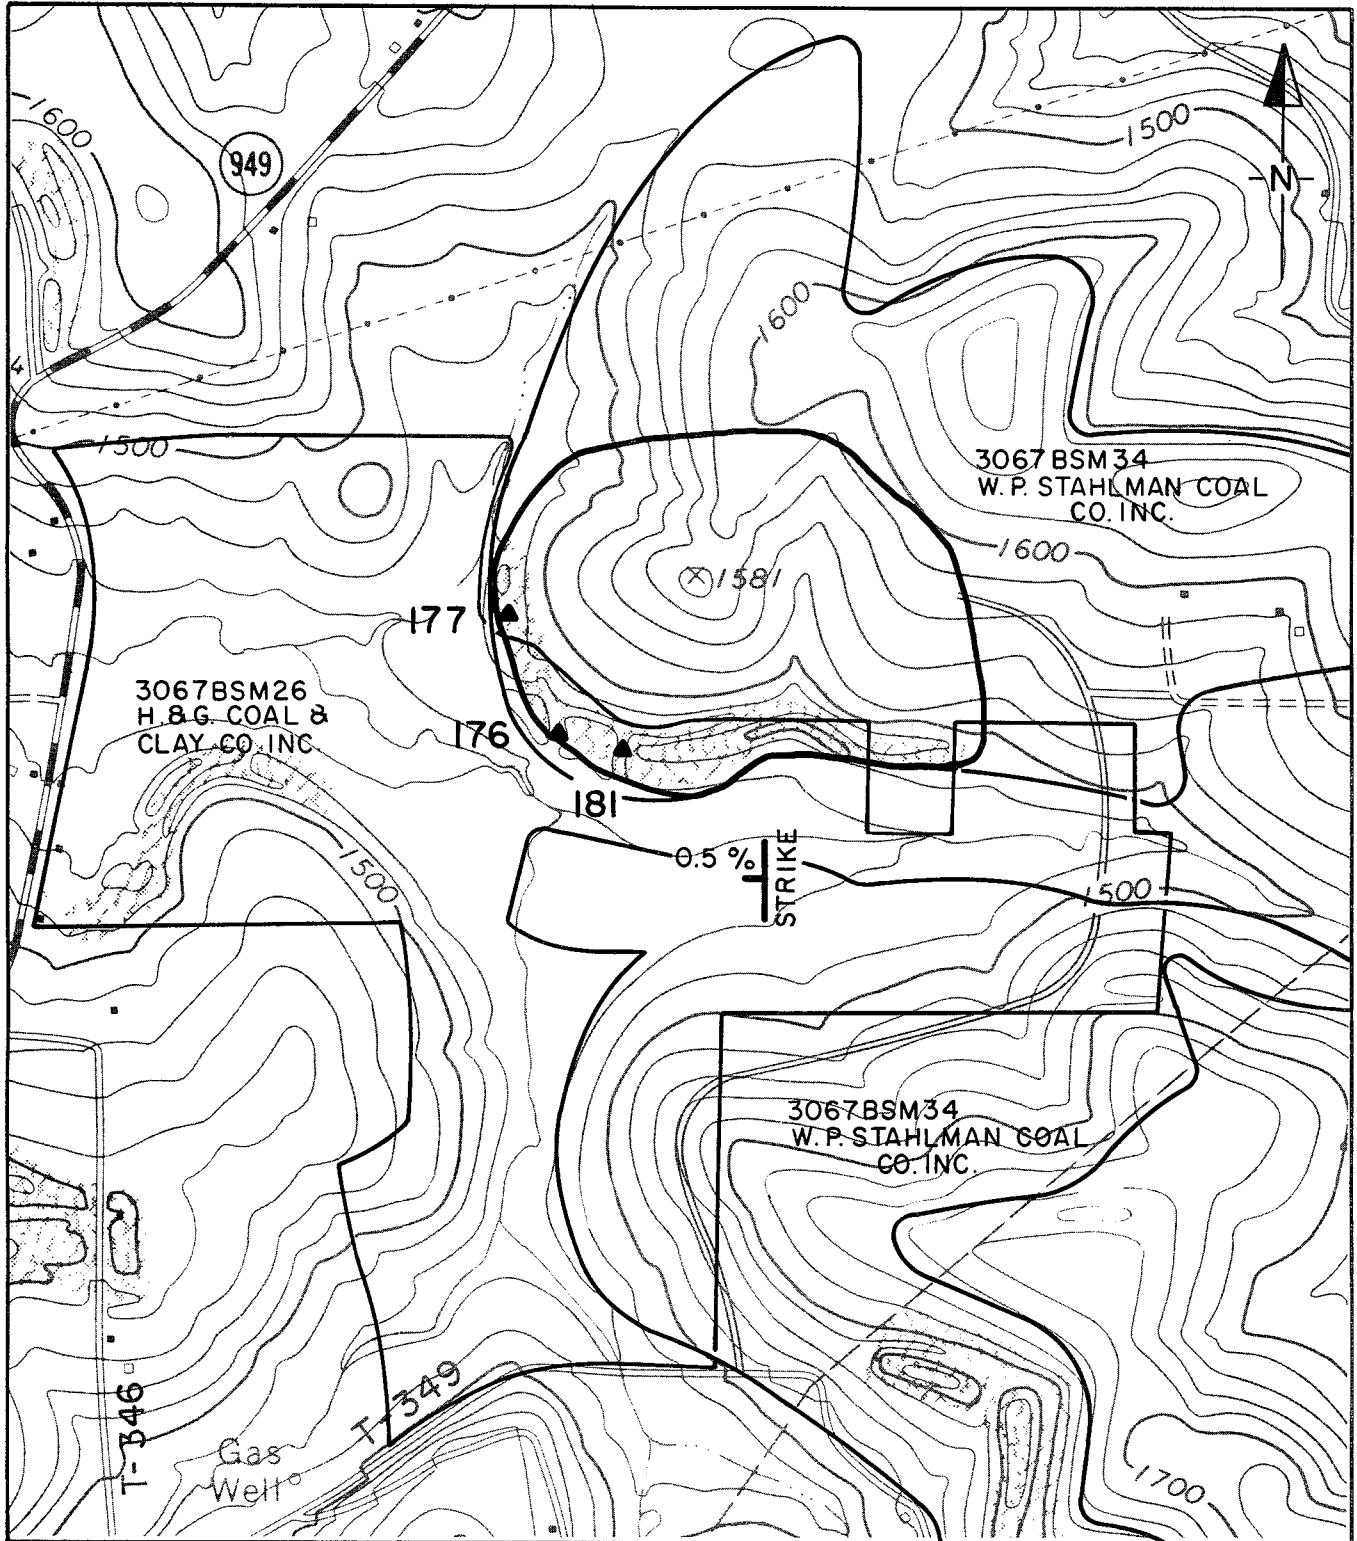 1600
949
1500
N
1600
4
1500
3067BSM34
W. P. STAHLMAN COAL
CO. INC.
1600
1581
177
3067BSM26
H. & G. COAL &
CLAY CO. INC.
176
181
0.5 %
STRIKE
1500
1500
3067BSM34
W. P. STAHLMAN COAL
CO. INC.
T-346
T-349
Gas
Well
1700